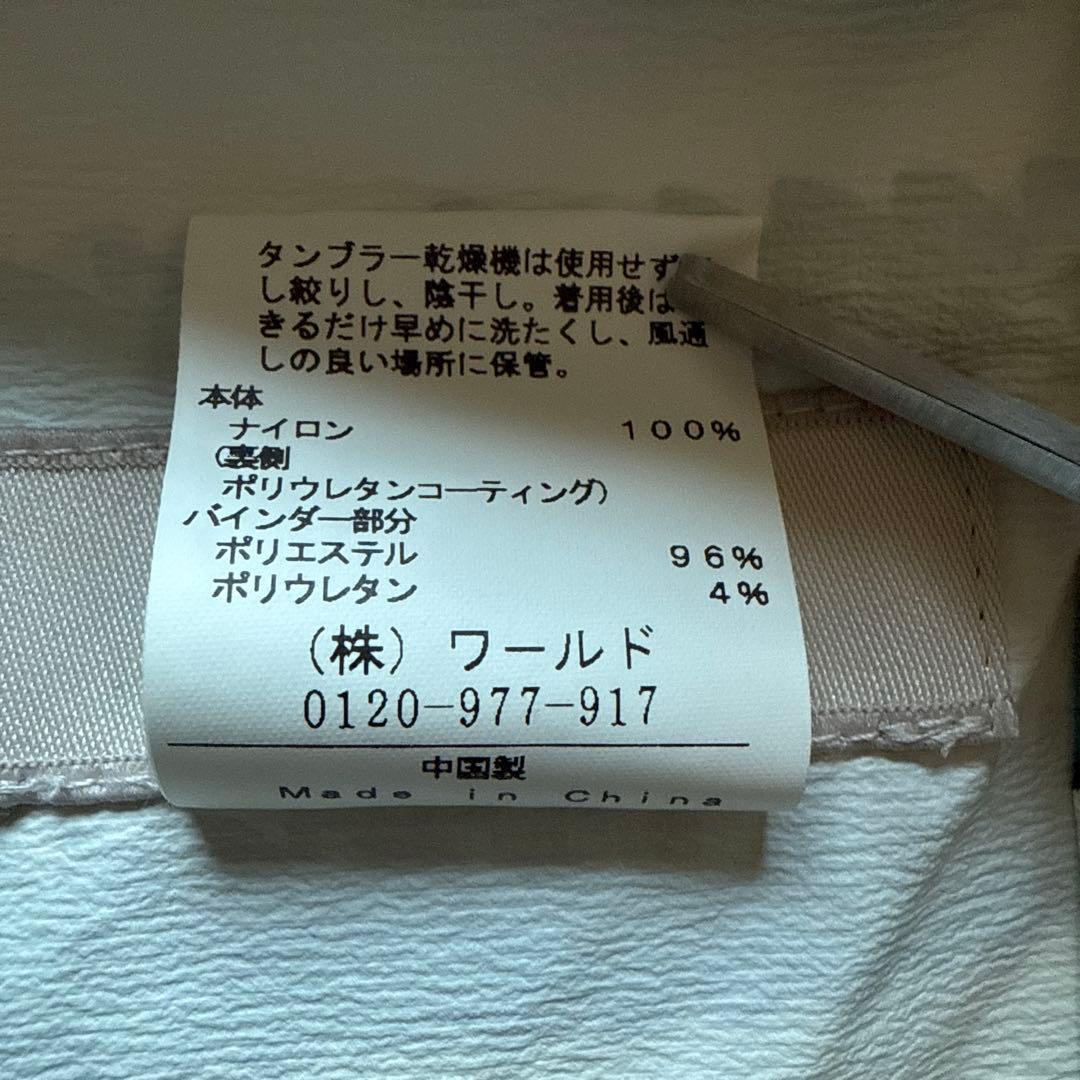 タンブラー乾燥機は使用せず
し絞りし、陰干し。着用後は
きるだけ早めに洗たくし、風通
しの良い場所に保管。
本体
ナイロン 100%
(裏側
ポリウレタンコーティング)
バインダー部分
ポリエステル 96%
ポリウレタン 4%
(株) ワールド
0120-977-917
中国製
Made in China